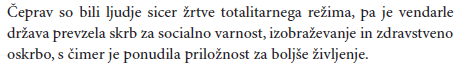 Čeprav so bili ljudje sicer žrtve totalitarnega režima, pa je vendarle
država prevzela skrb za socialno varnost, izobraževanje in zdravstveno
oskrbo, s čimer je ponudila priložnost za boljše življenje.